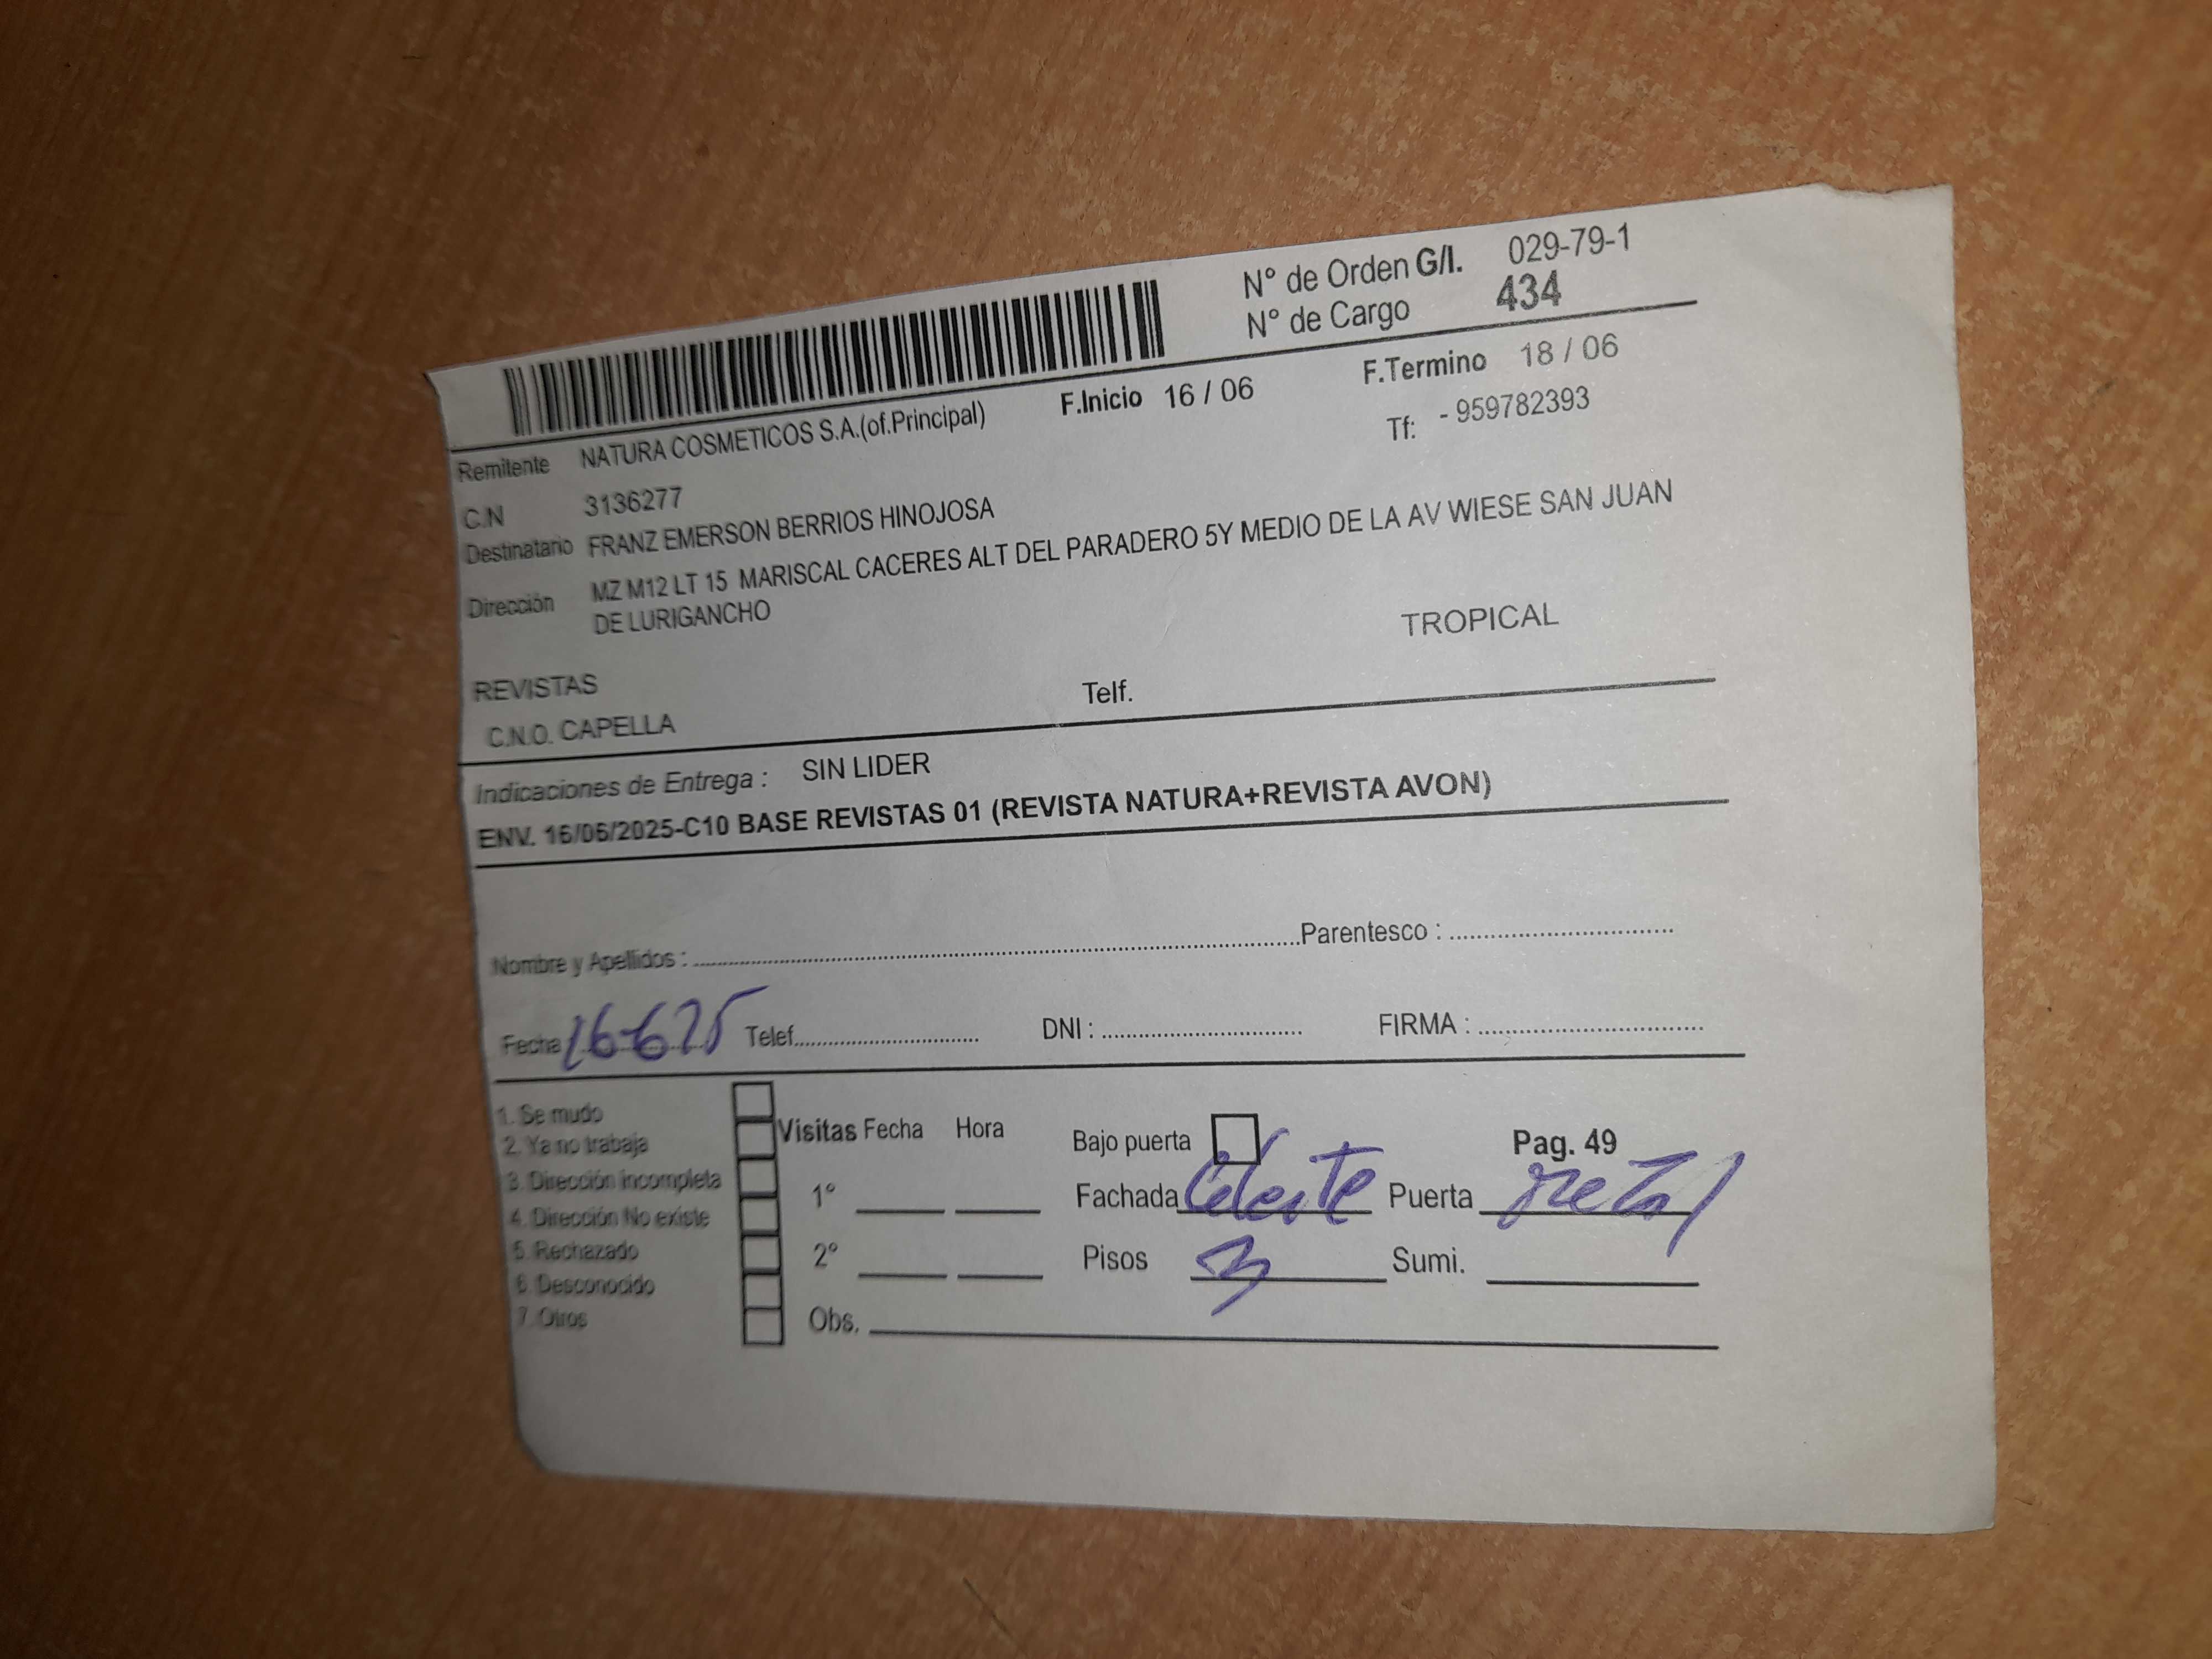 N° de Orden G/I. 029-79-1
N° de Cargo 434
F.Inicio 16 / 06 F.Termino 18 / 06
Remitente NATURA COSMETICOS S.A.(of.Principal) Tf: - 959782393
C.N 3136277
Destinatario FRANZ EMERSON BERRIOS HINOJOSA
Dirección MZ M12 LT 15 MARISCAL CACERES ALT DEL PARADERO 5Y MEDIO DE LA AV WIESE SAN JUAN
DE LURIGANCHO
TROPICAL
REVISTAS
C.N.O. CAPELLA Telf.
Indicaciones de Entrega : SIN LIDER
ENV. 16/06/2025-C10 BASE REVISTAS 01 (REVISTA NATURA+REVISTA AVON)
Nombre y Apellidos : Parentesco :
Fecha 16-6-25 Telef. DNI : FIRMA :
1. Se mudo
2. Ya no trabaja
3. Dirección incompleta
4. Dirección No existe
5. Rechazado
6. Desconocido
7. Otros
Visitas Fecha Hora
1°
2°
Obs.
Bajo puerta Pag. 49
Fachada Celeste Puerta metal
Pisos 3 Sumi.